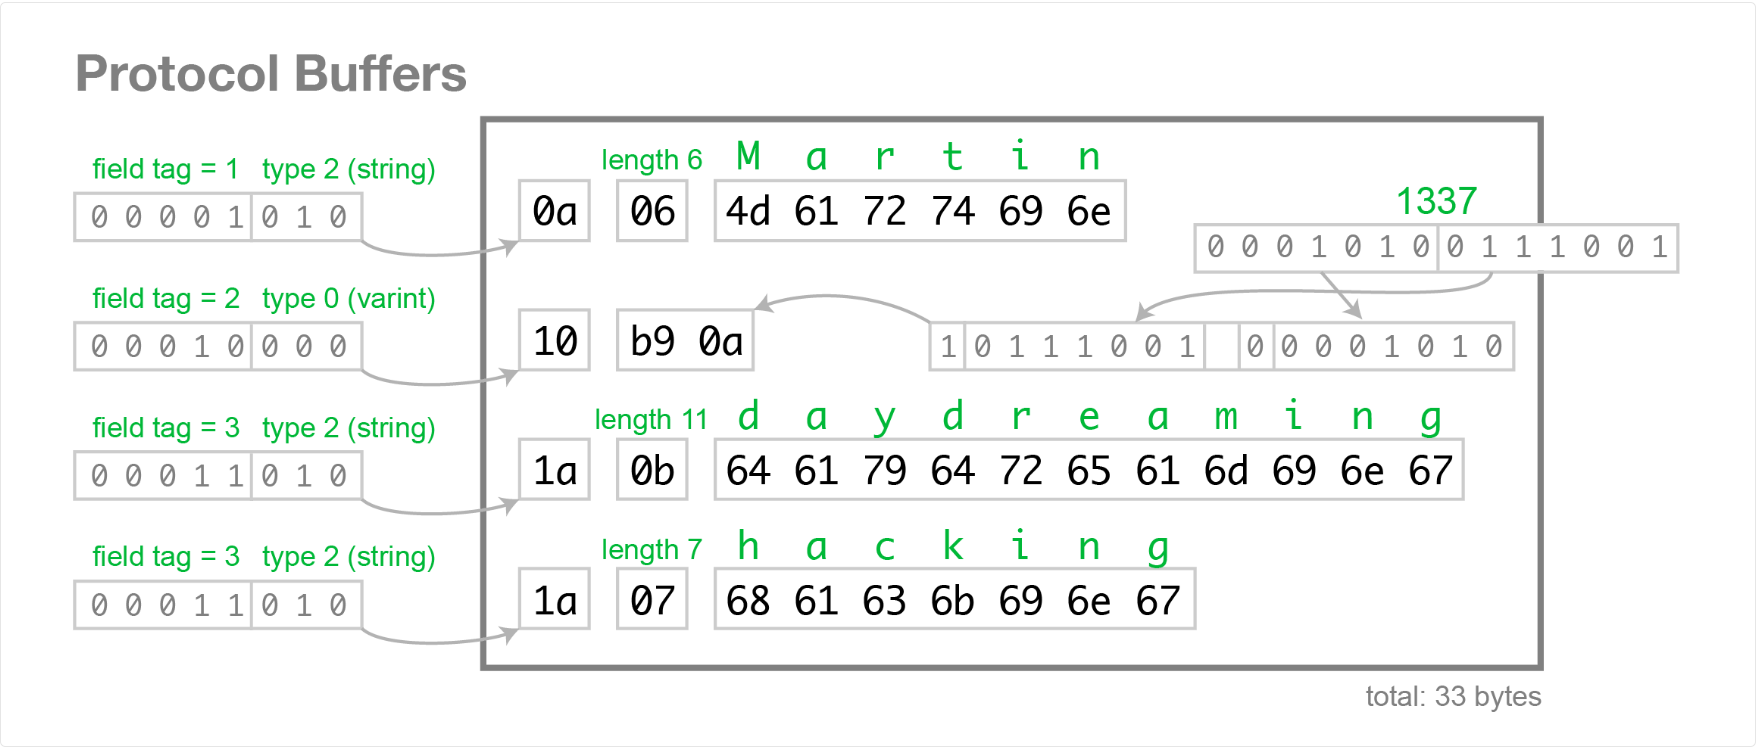 Protocol Buffers
field tag = 1 type 2 (string)
0 0 0 0 1 0 1 0
length 6 M a r t i n
0a 06 4d 61 72 74 69 6e
1337
0 0 0 1 0 1 0 0 1 1 1 0 0 1
field tag = 2 type 0 (varint)
0 0 0 1 0 0 0 0
10 b9 0a
1 0 1 1 1 0 0 1 0 0 0 0 1 0 1 0
field tag = 3 type 2 (string)
0 0 0 1 1 0 1 0
length 11 d a y d r e a m i n g
1a 0b 64 61 79 64 72 65 61 6d 69 6e 67
field tag = 3 type 2 (string)
0 0 0 1 1 0 1 0
length 7 h a c k i n g
1a 07 68 61 63 6b 69 6e 67
total: 33 bytes